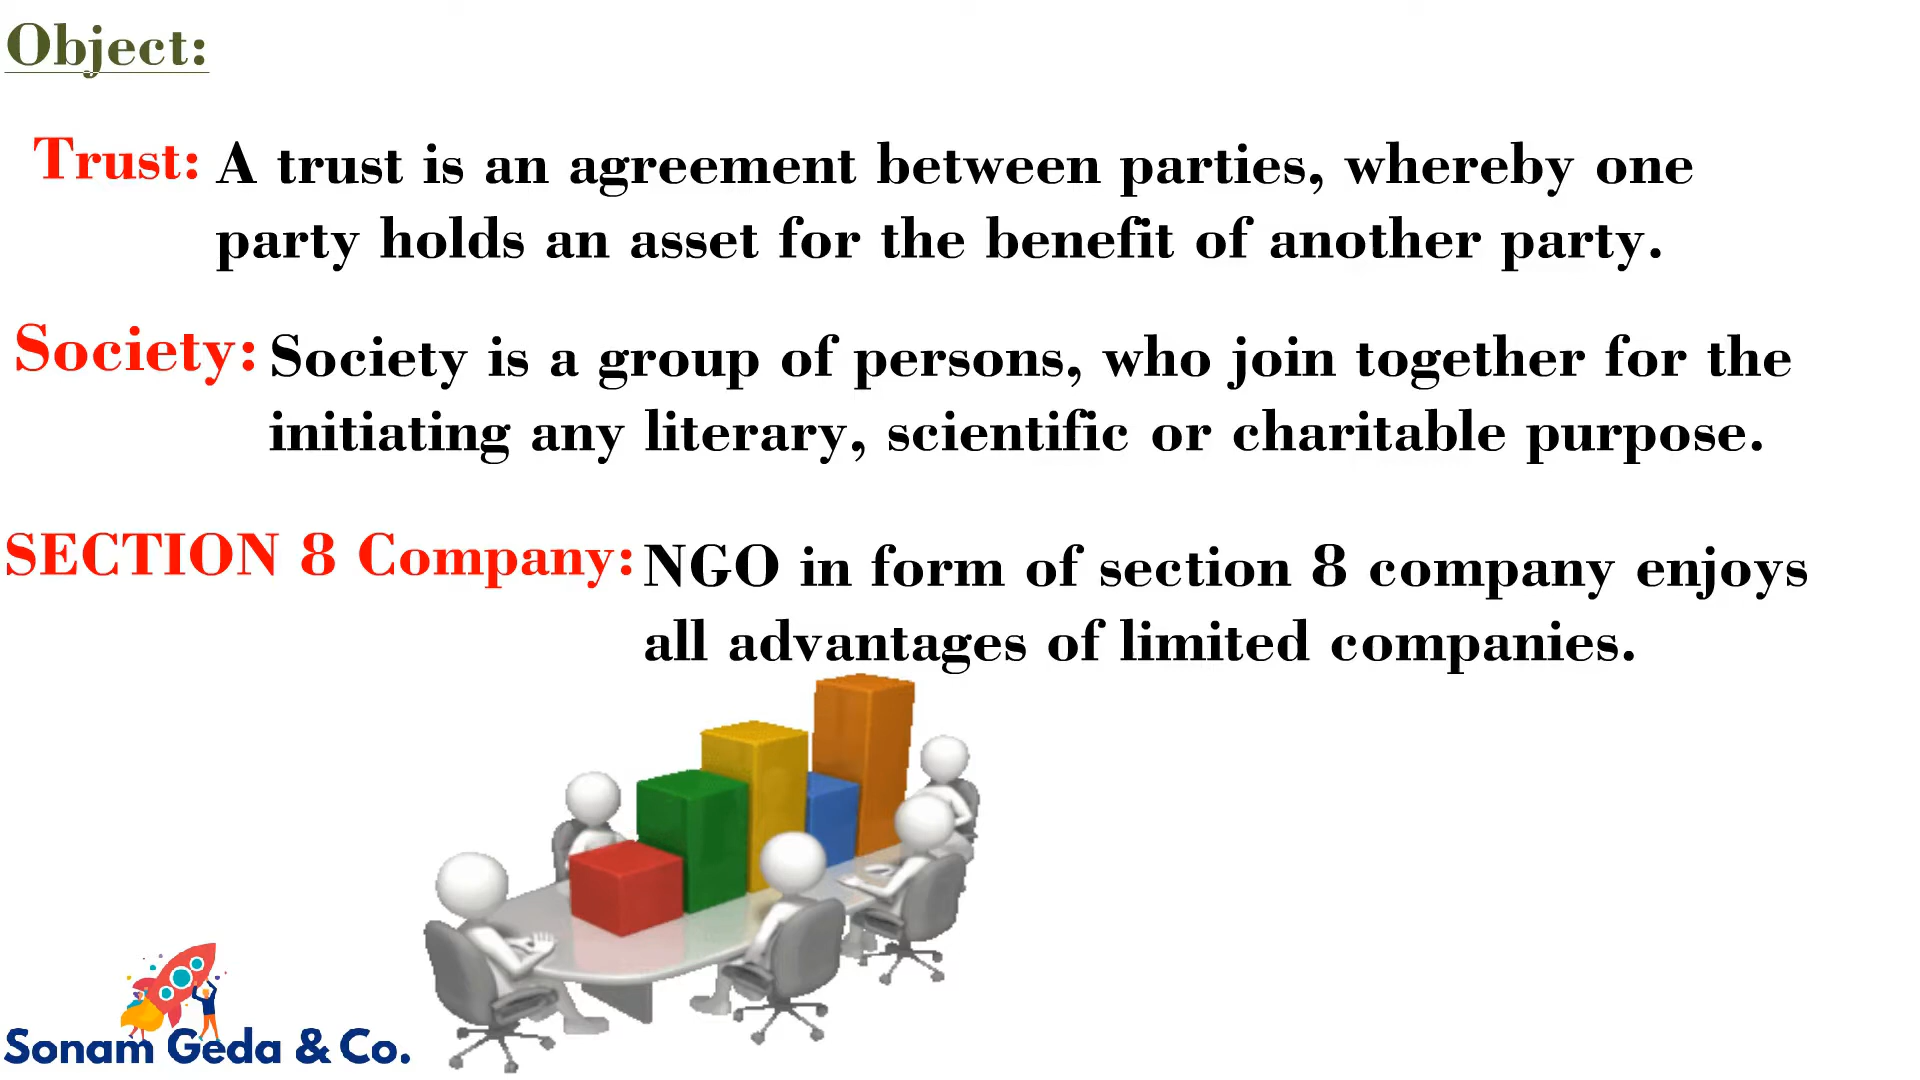 Object:
Trust: A trust is an agreement between parties, whereby one
party holds an asset for the benefit of another party.
Society: Society is a group of persons, who join together for the
initiating any literary, scientific or charitable purpose.
SECTION 8 Company: NGO in form of section 8 company enjoys
all advantages of limited companies.
Sonam Geda & Co.